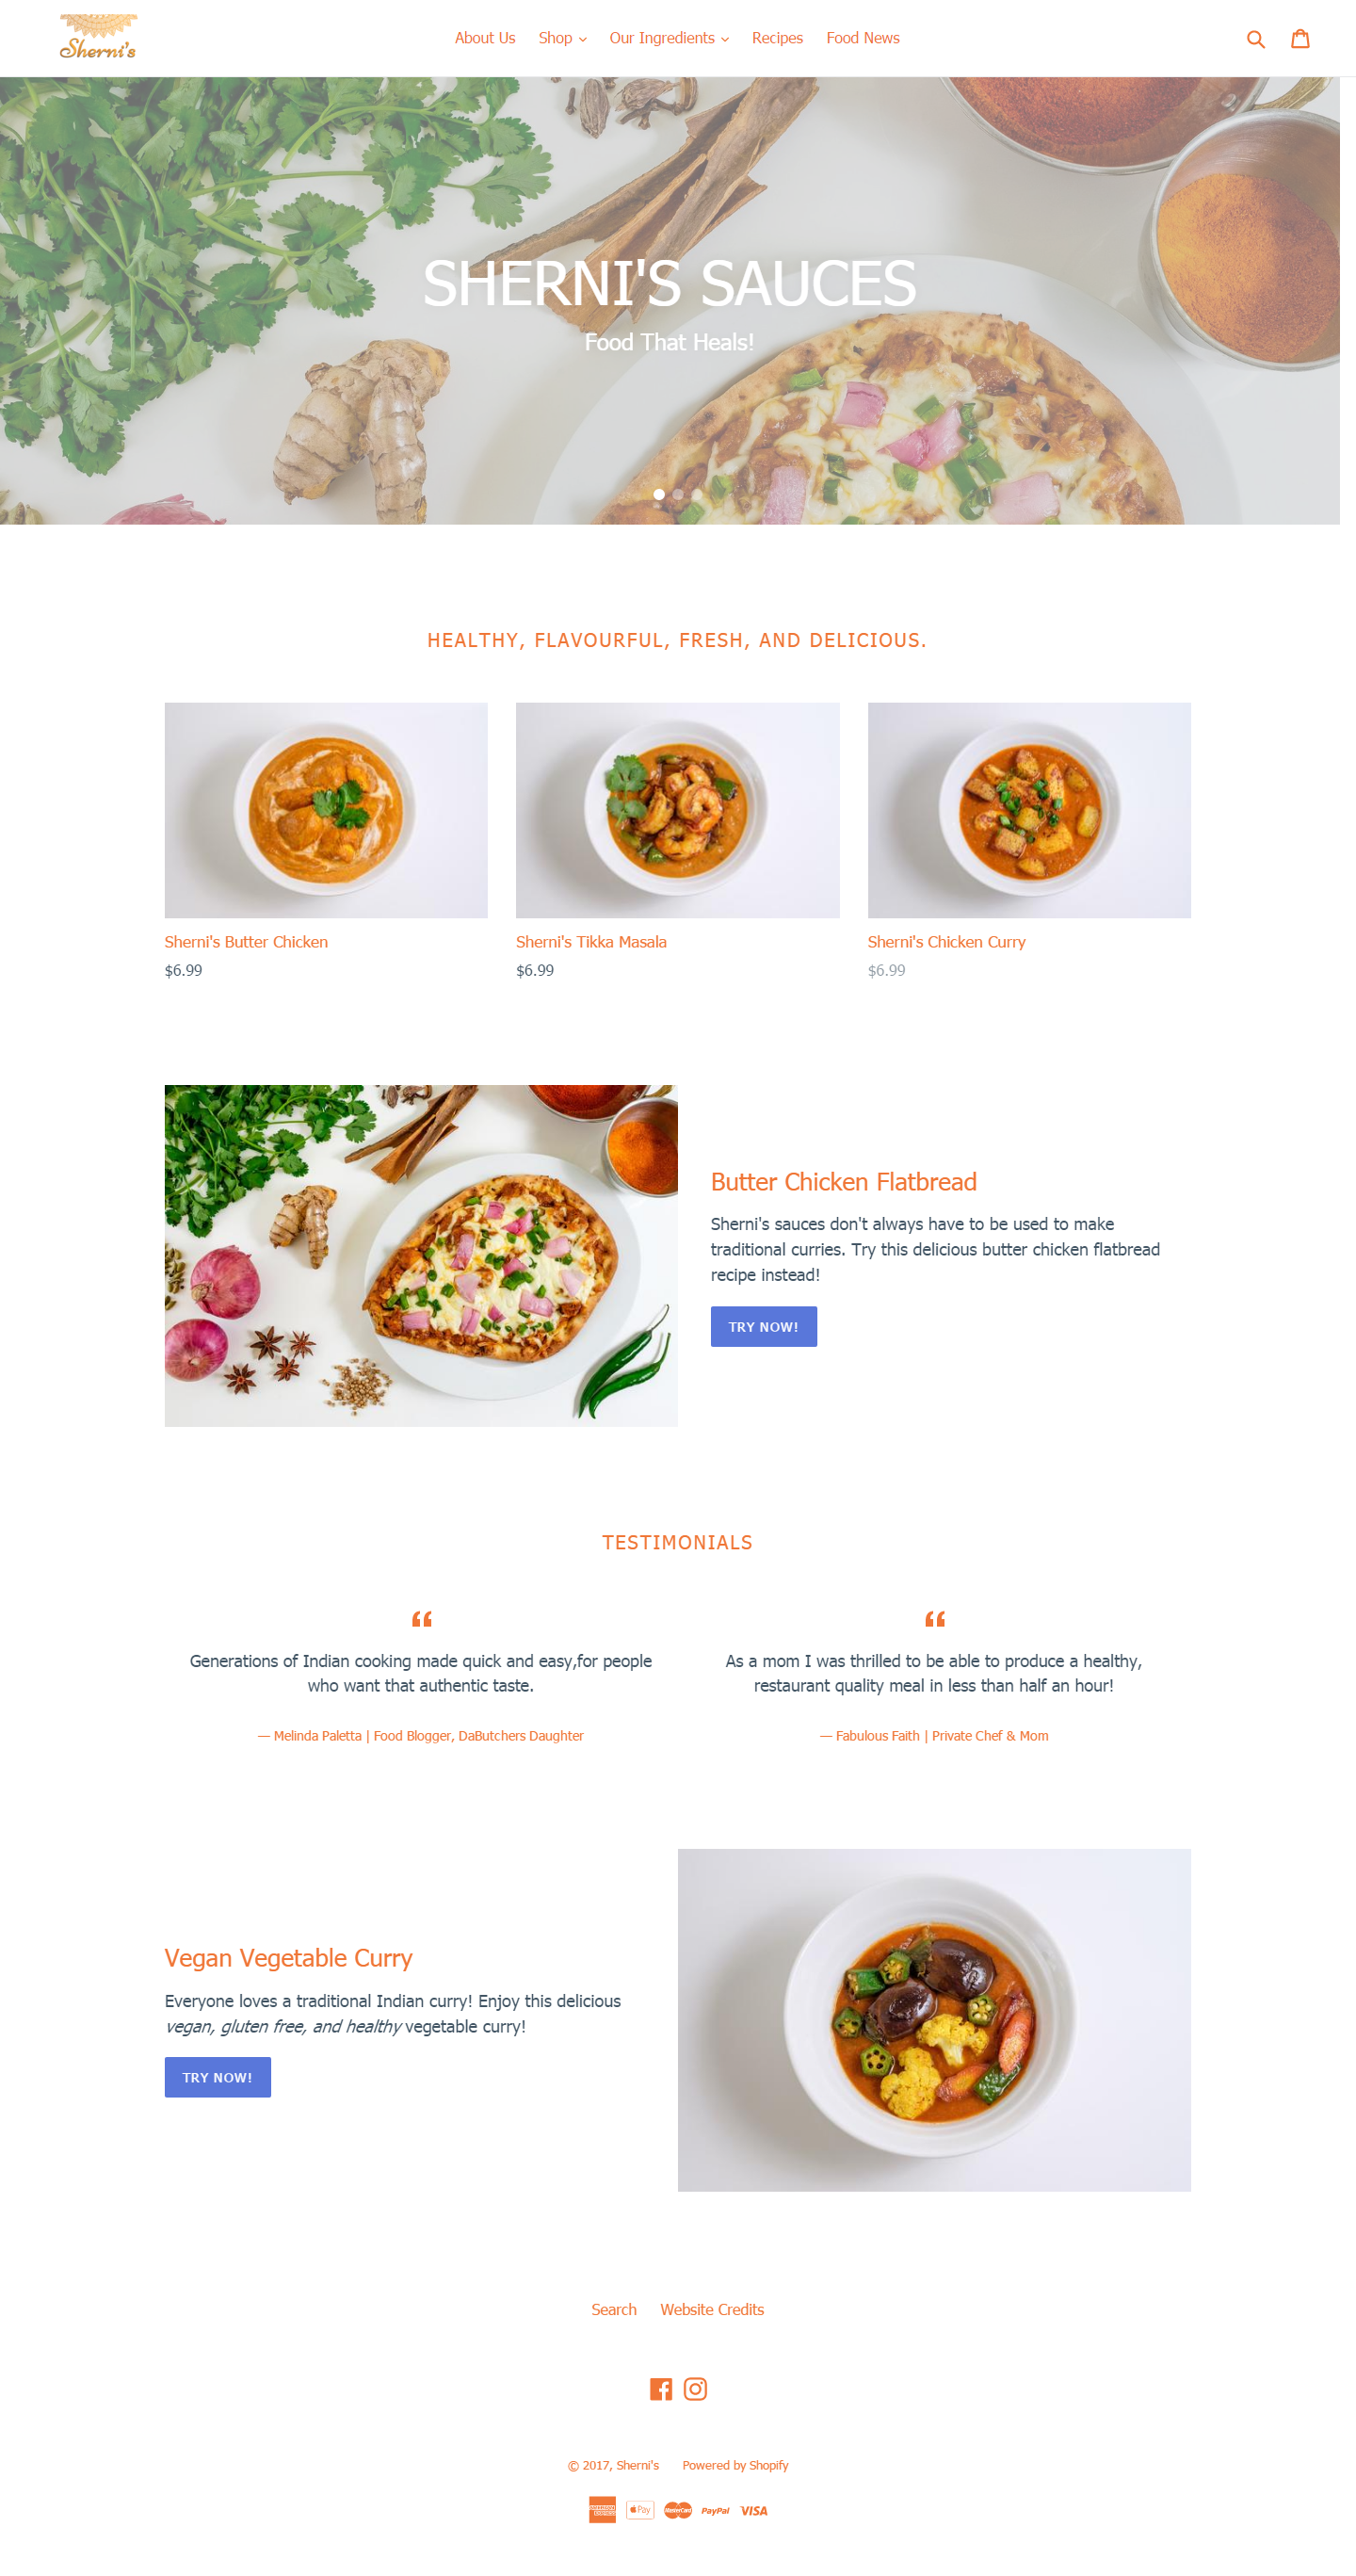 Sherni's
About Us Shop Our Ingredients Recipes Food News
SHERNI'S SAUCES
Food That Heals!
HEALTHY, FLAVOURFUL, FRESH, AND DELICIOUS.
Sherni's Butter Chicken
$6.99
Sherni's Tikka Masala
$6.99
Sherni's Chicken Curry
$6.99
Butter Chicken Flatbread
Sherni's sauces don't always have to be used to make
traditional curries. Try this delicious butter chicken flatbread
recipe instead!
TRY NOW!
TESTIMONIALS
“
Generations of Indian cooking made quick and easy,for people
who want that authentic taste.
— Melinda Paletta | Food Blogger, DaButchers Daughter
“
As a mom I was thrilled to be able to produce a healthy,
restaurant quality meal in less than half an hour!
— Fabulous Faith | Private Chef & Mom
Vegan Vegetable Curry
Everyone loves a traditional Indian curry! Enjoy this delicious
vegan, gluten free, and healthy vegetable curry!
TRY NOW!
Search Website Credits
© 2017, Sherni's Powered by Shopify
AMERICAN EXPRESS Pay MasterCard PayPal VISA